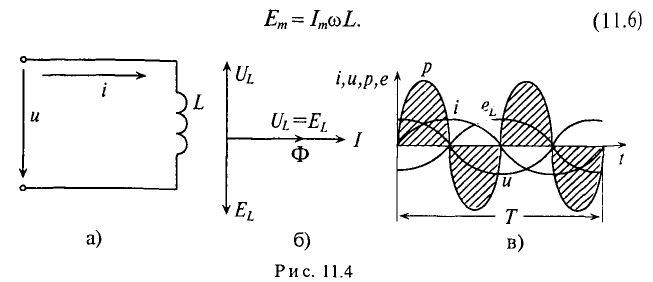 Eₘ = IₘωL. (11.6)
i
u
L
а)
U_L
U_L = E_L
I
Ф
E_L
б)
i, u, p, e
p
i
e_L
u
t
T
в)
Рис. 11.4